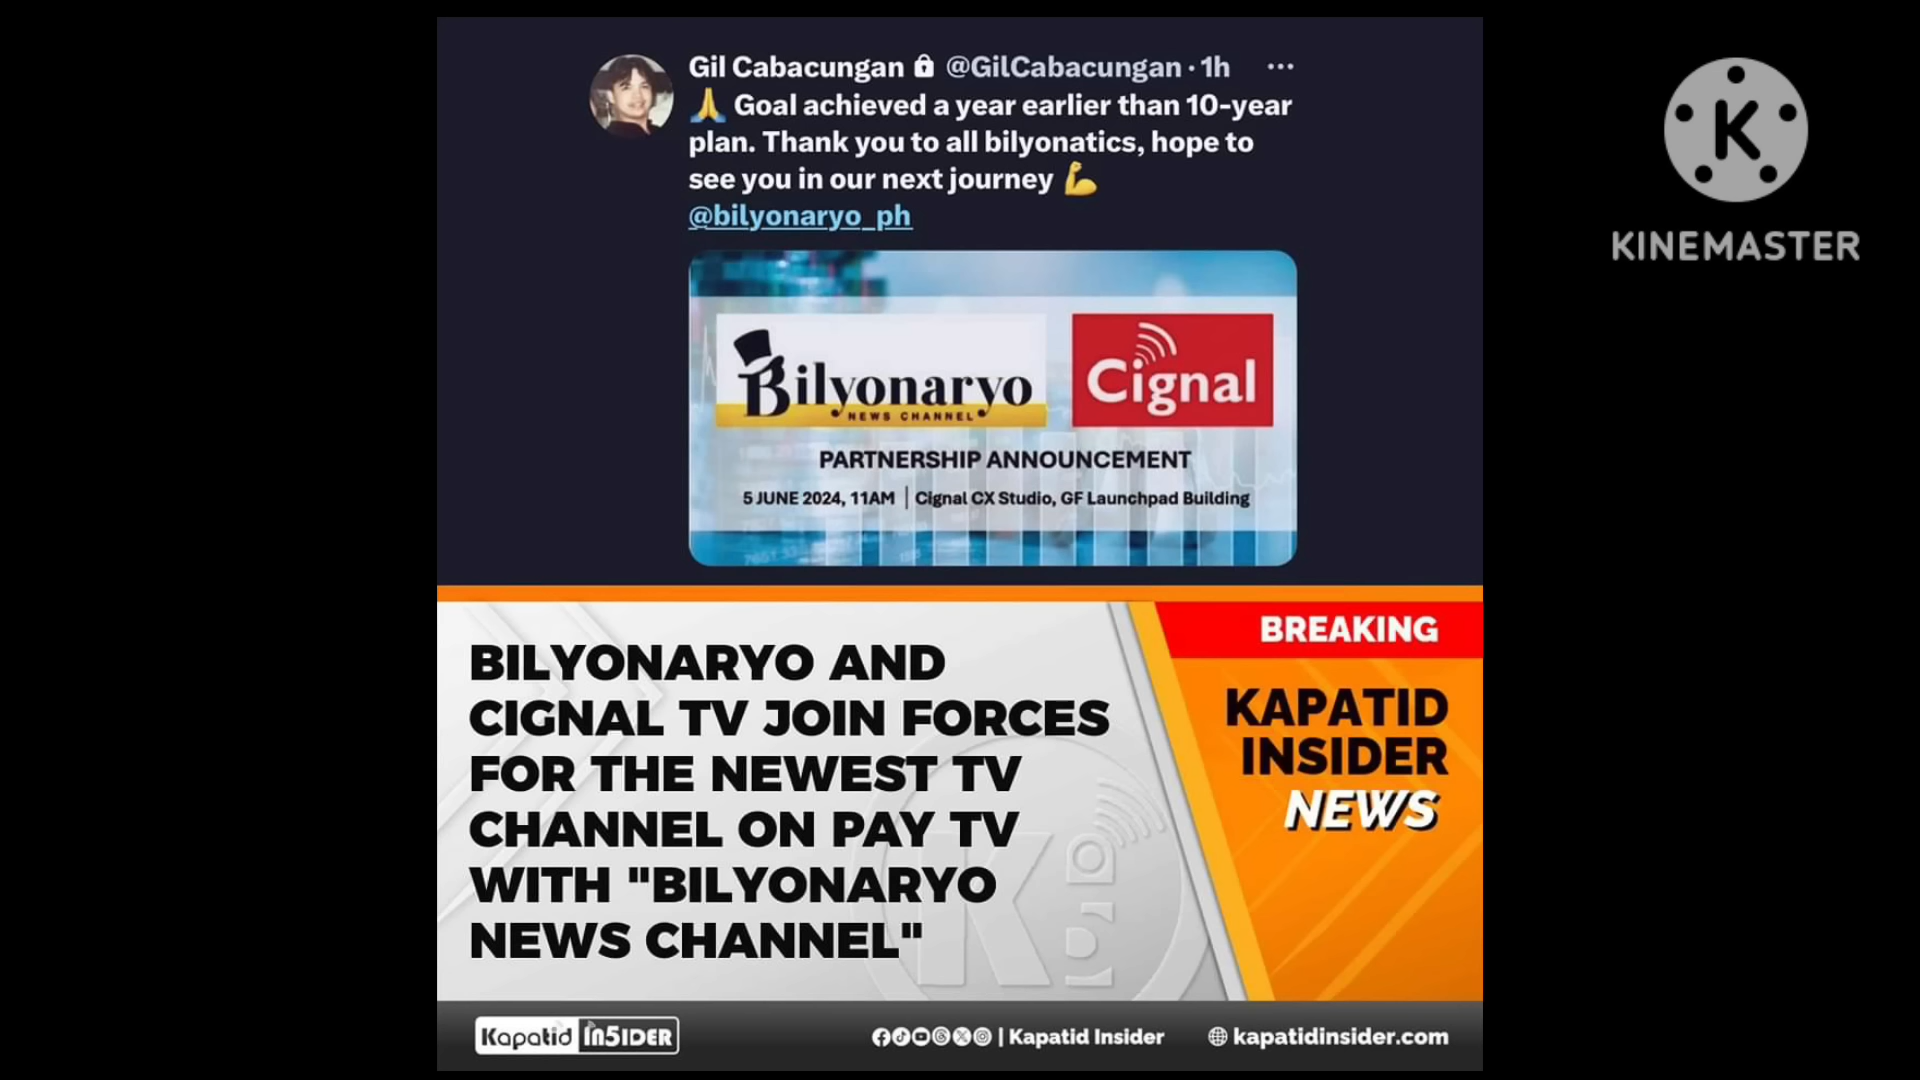 Gil Cabacungan 🔒 @GilCabacungan · 1h ...
🙏 Goal achieved a year earlier than 10-year
plan. Thank you to all bilyonatics, hope to
see you in our next journey 💪
@bilyonaryo_ph
Bilyonaryo
NEWS CHANNEL
Cignal
PARTNERSHIP ANNOUNCEMENT
5 JUNE 2024, 11AM | Cignal CX Studio, GF Launchpad Building
K
KINEMASTER
BREAKING
KAPATID
INSIDER
NEWS
BILYONARYO AND
CIGNAL TV JOIN FORCES
FOR THE NEWEST TV
CHANNEL ON PAY TV
WITH "BILYONARYO
NEWS CHANNEL"
Kapatid IN5IDER
| Kapatid Insider
kapatidinsider.com